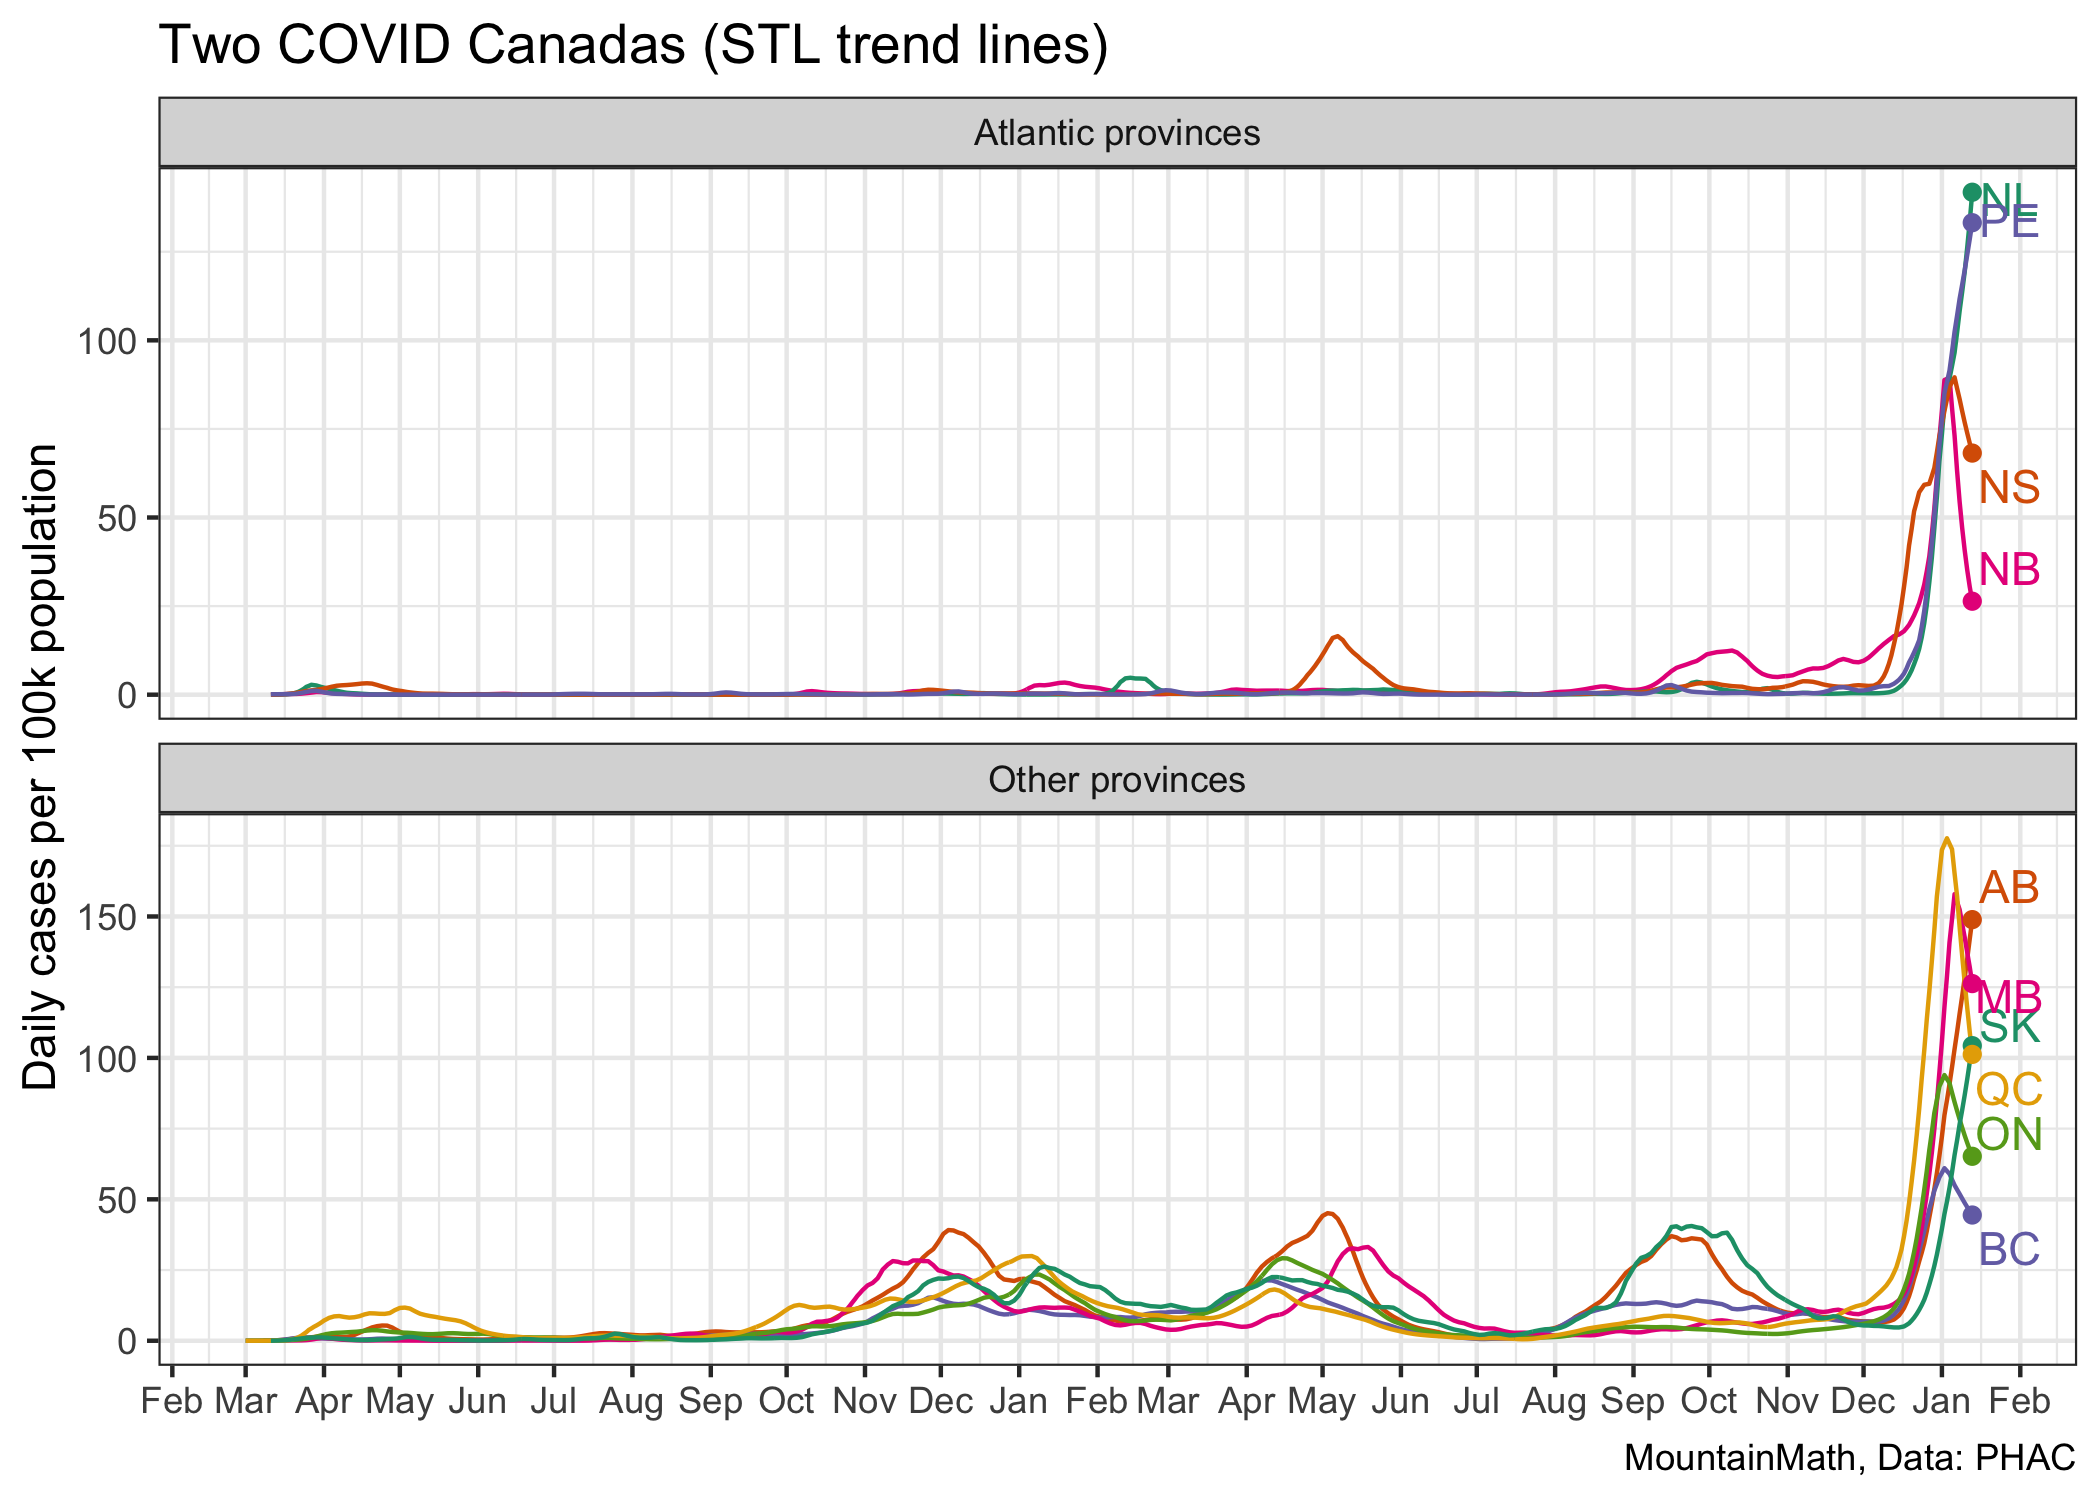 Two COVID Canadas (STL trend lines)
Atlantic provinces
Daily cases per 100k population
100
50
0
NL
PE
NS
NB
Other provinces
150
100
50
0
AB
MB
SK
QC
ON
BC
Feb Mar Apr May Jun Jul Aug Sep Oct Nov Dec Jan Feb Mar Apr May Jun Jul Aug Sep Oct Nov Dec Jan Feb
MountainMath, Data: PHAC